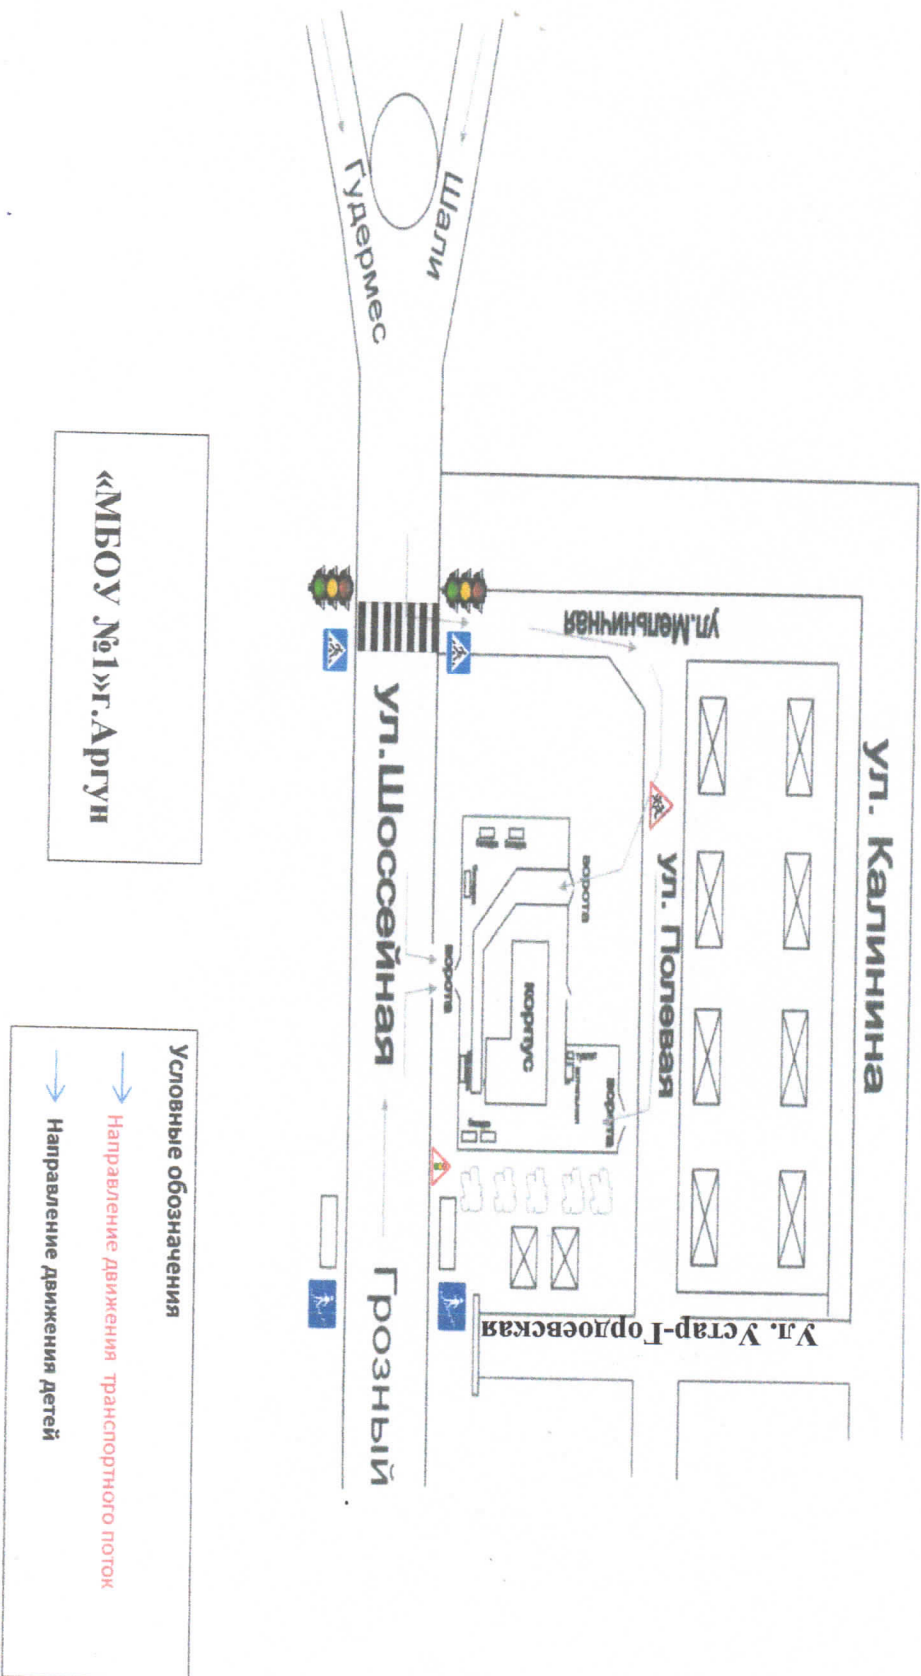 ул. Калинина
ул.Мельничная
ул. Полевая
Ул. Устар-Гордоевская
ворота
ворота
корпус
ворота
Шали
Гудермес
ул.Шоссейная
Грозный
«МБОУ №1»г.Аргун
Условные обозначения
Направление движения транспортного поток
Направление движения детей